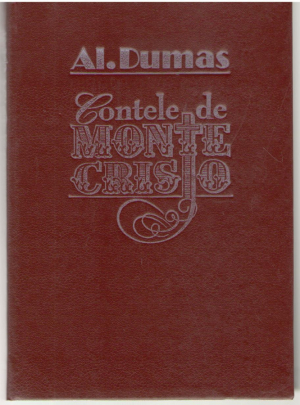 Al. Dumas
Contele de
MONTE
CRISTO